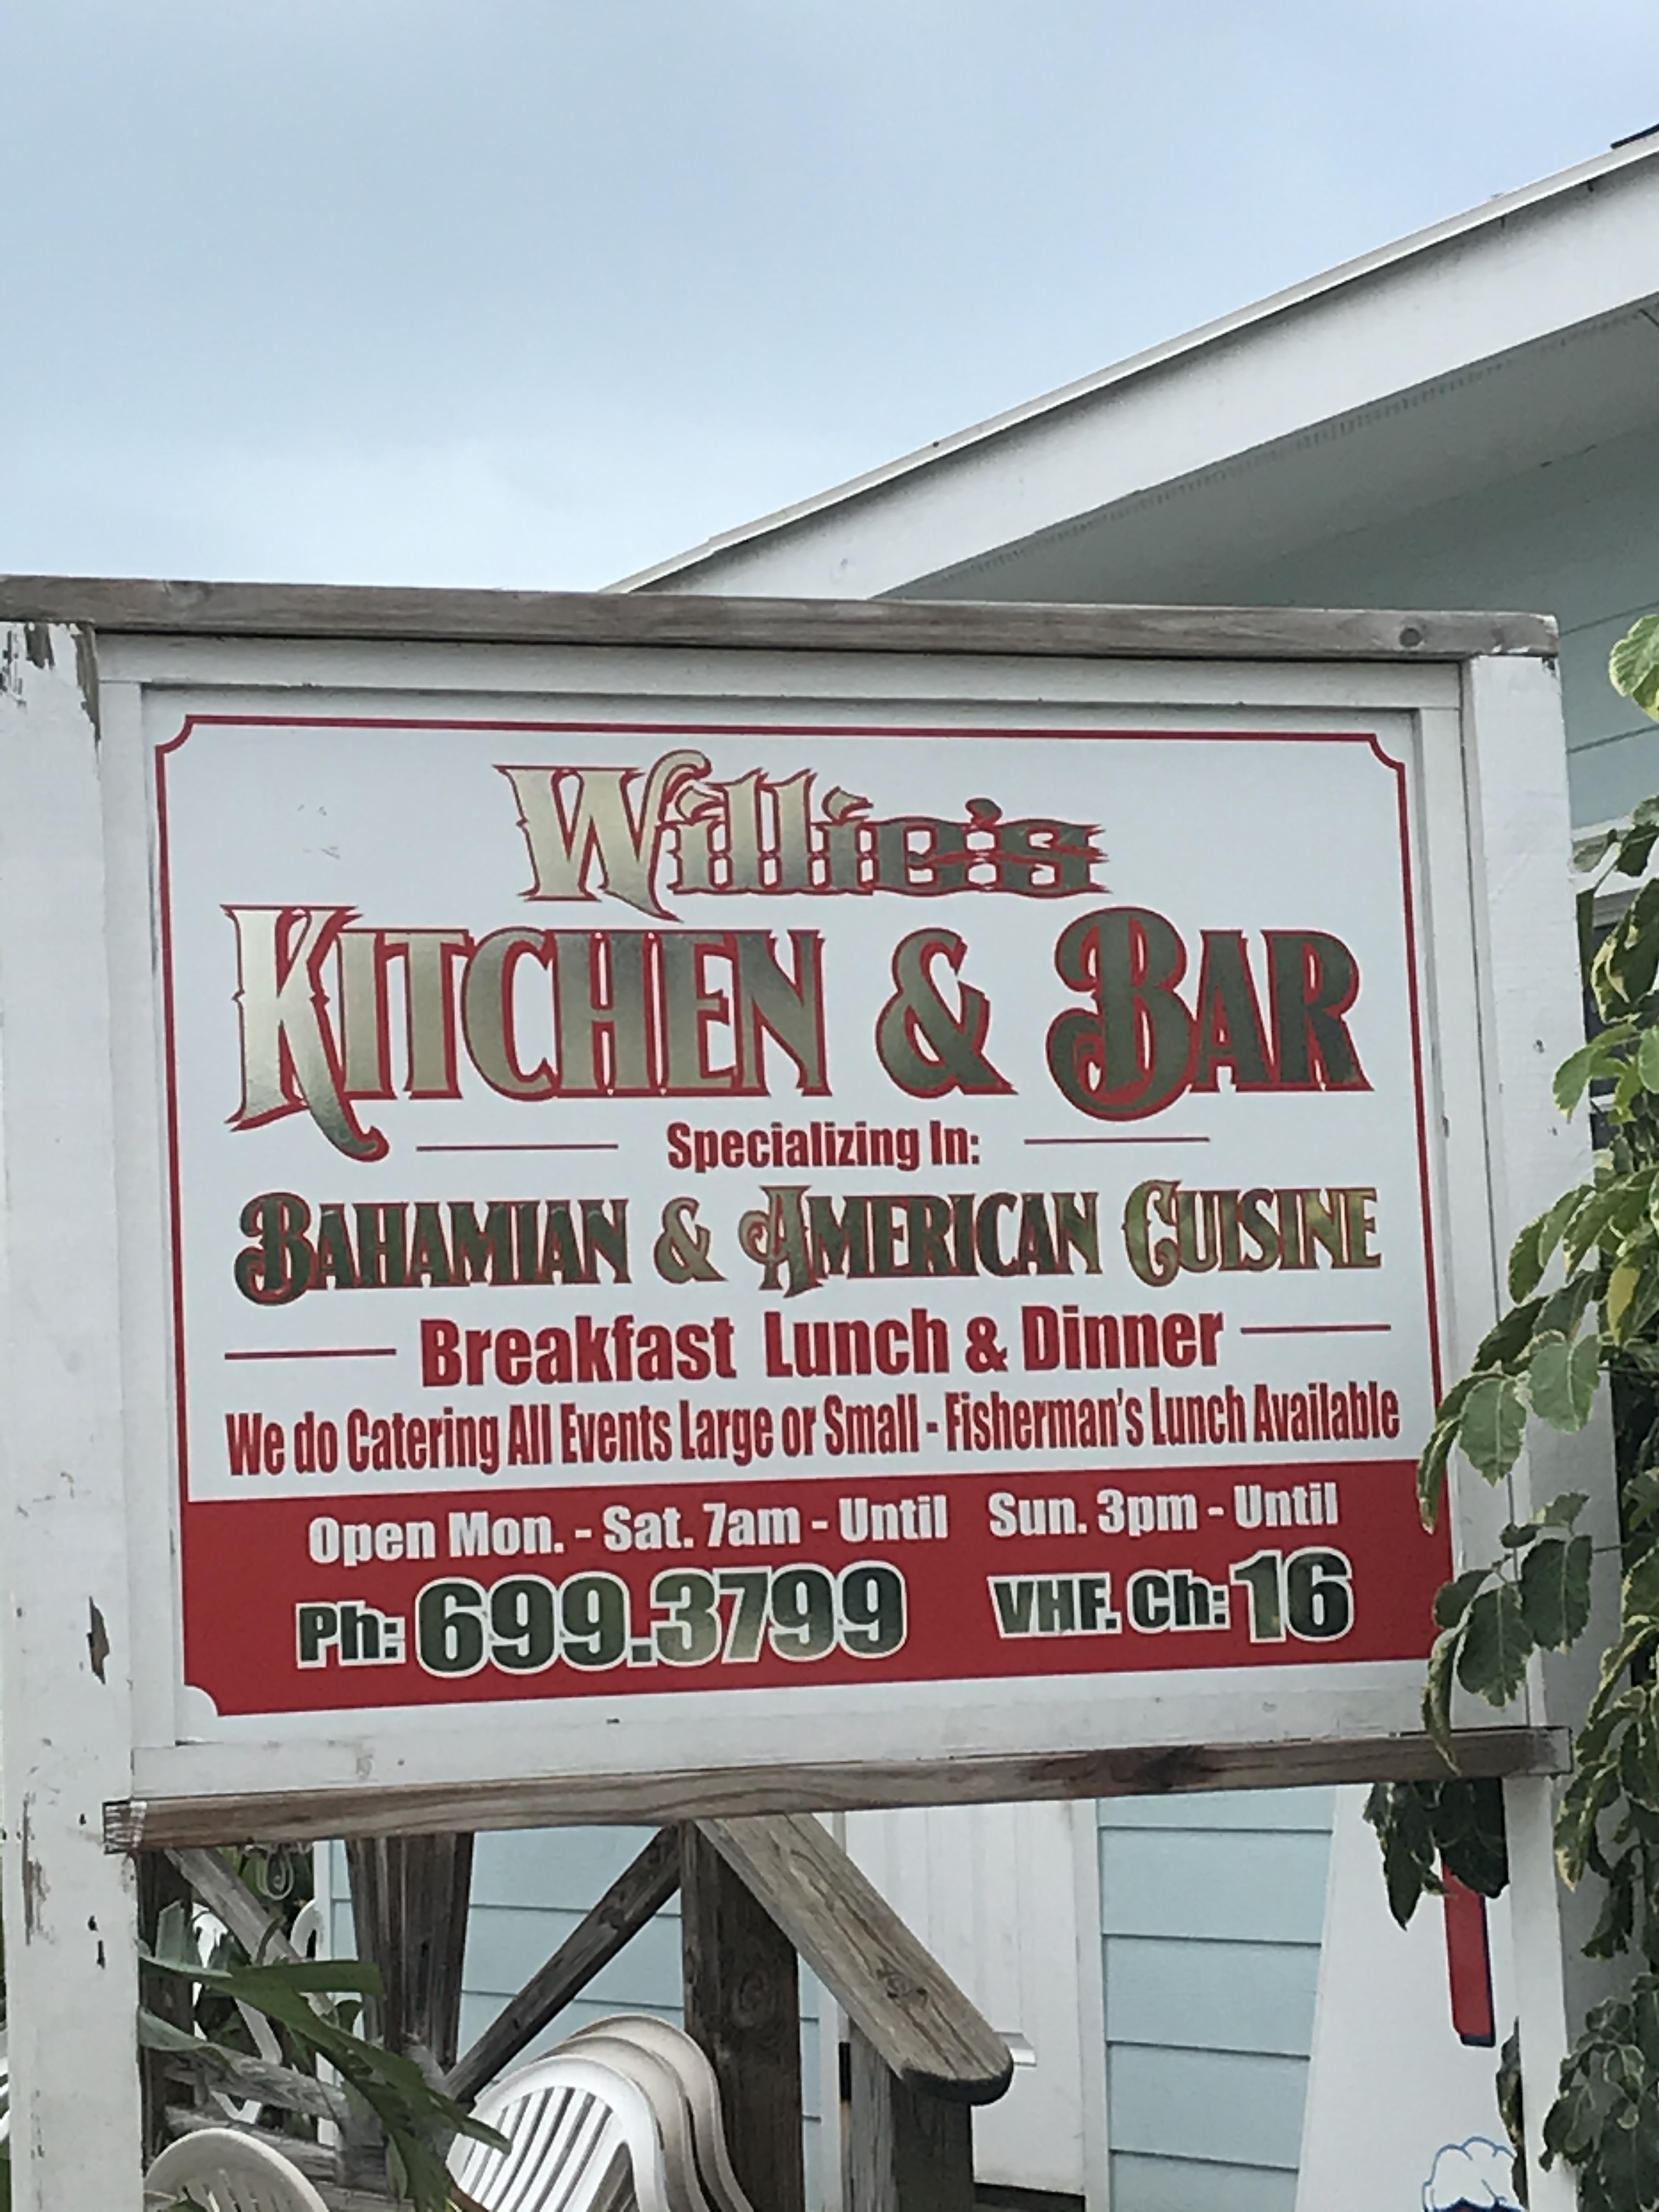 Willie's
KITCHEN & BAR
Specializing In:
BAHAMIAN & AMERICAN CUISINE
Breakfast Lunch & Dinner
We do Catering All Events Large or Small - Fisherman's Lunch Available
Open Mon. - Sat. 7am - Until Sun. 3pm - Until
Ph: 699.3799 VHF. Ch: 16